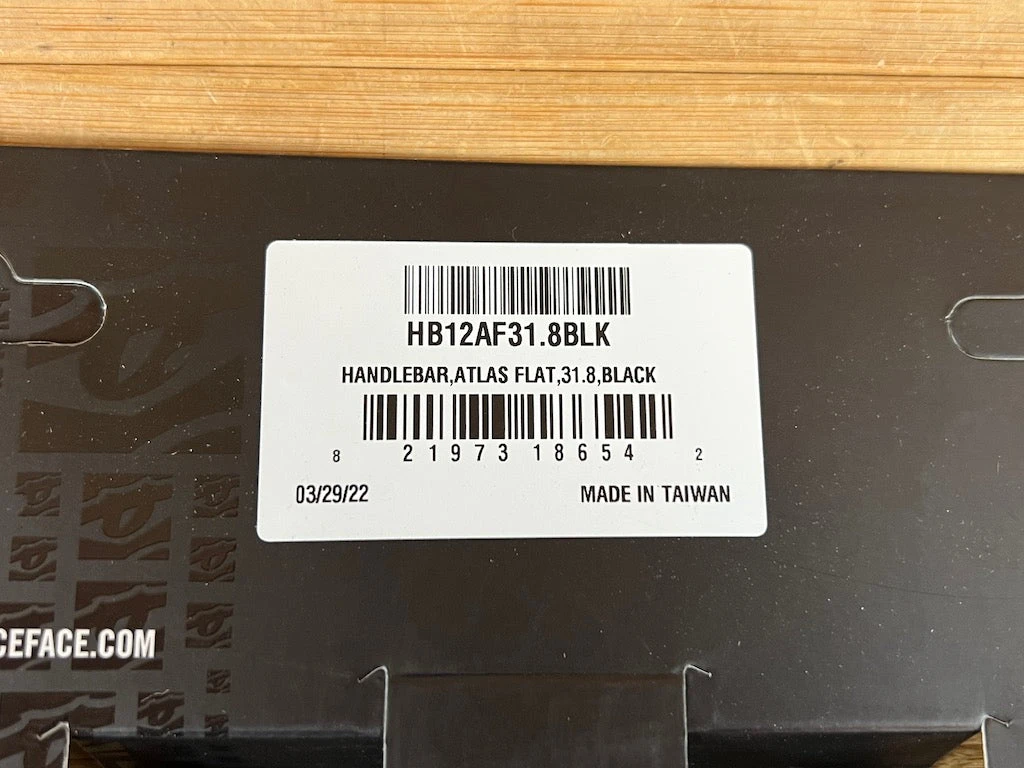 HB12AF31.8BLK
HANDLEBAR,ATLAS FLAT,31.8,BLACK
8 21973 18654 2
03/29/22 MADE IN TAIWAN
CEFACE.COM